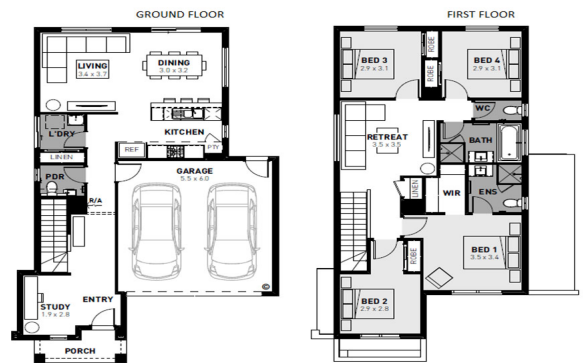 GROUND FLOOR
LIVING
3.4 x 3.7
DINING
3.0 x 3.2
L'DRY
KITCHEN
LINEN
REF
PTY
PDR
GARAGE
5.5 x 6.0
R/A
STUDY
1.9 x 2.8
ENTRY
PORCH
FIRST FLOOR
BED 3
2.9 x 3.1
ROBE
ROBE
BED 4
2.9 x 3.1
WC
RETREAT
3.5 x 3.5
BATH
LINEN
WIR
ENS
BED 1
3.5 x 3.4
ROBE
BED 2
2.9 x 2.8